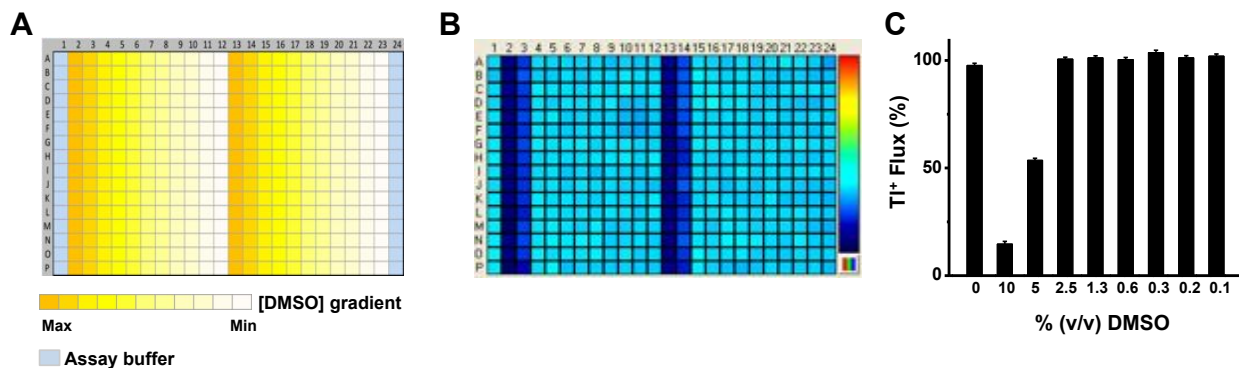 A
1 2 3 4 5 6 7 8 9 10 11 12 13 14 15 16 17 18 19 20 21 22 23 24
A
B
C
D
E
F
G
H
I
J
K
L
M
N
O
P
[DMSO] gradient
Max Min
Assay buffer
B
1 2 3 4 5 6 7 8 9 10 11 12 13 14 15 16 17 18 19 20 21 22 23 24
A
B
C
D
E
F
G
H
I
J
K
L
M
N
O
P
C
Tl⁺ Flux (%)
100
50
0
0 10 5 2.5 1.3 0.6 0.3 0.2 0.1
% (v/v) DMSO